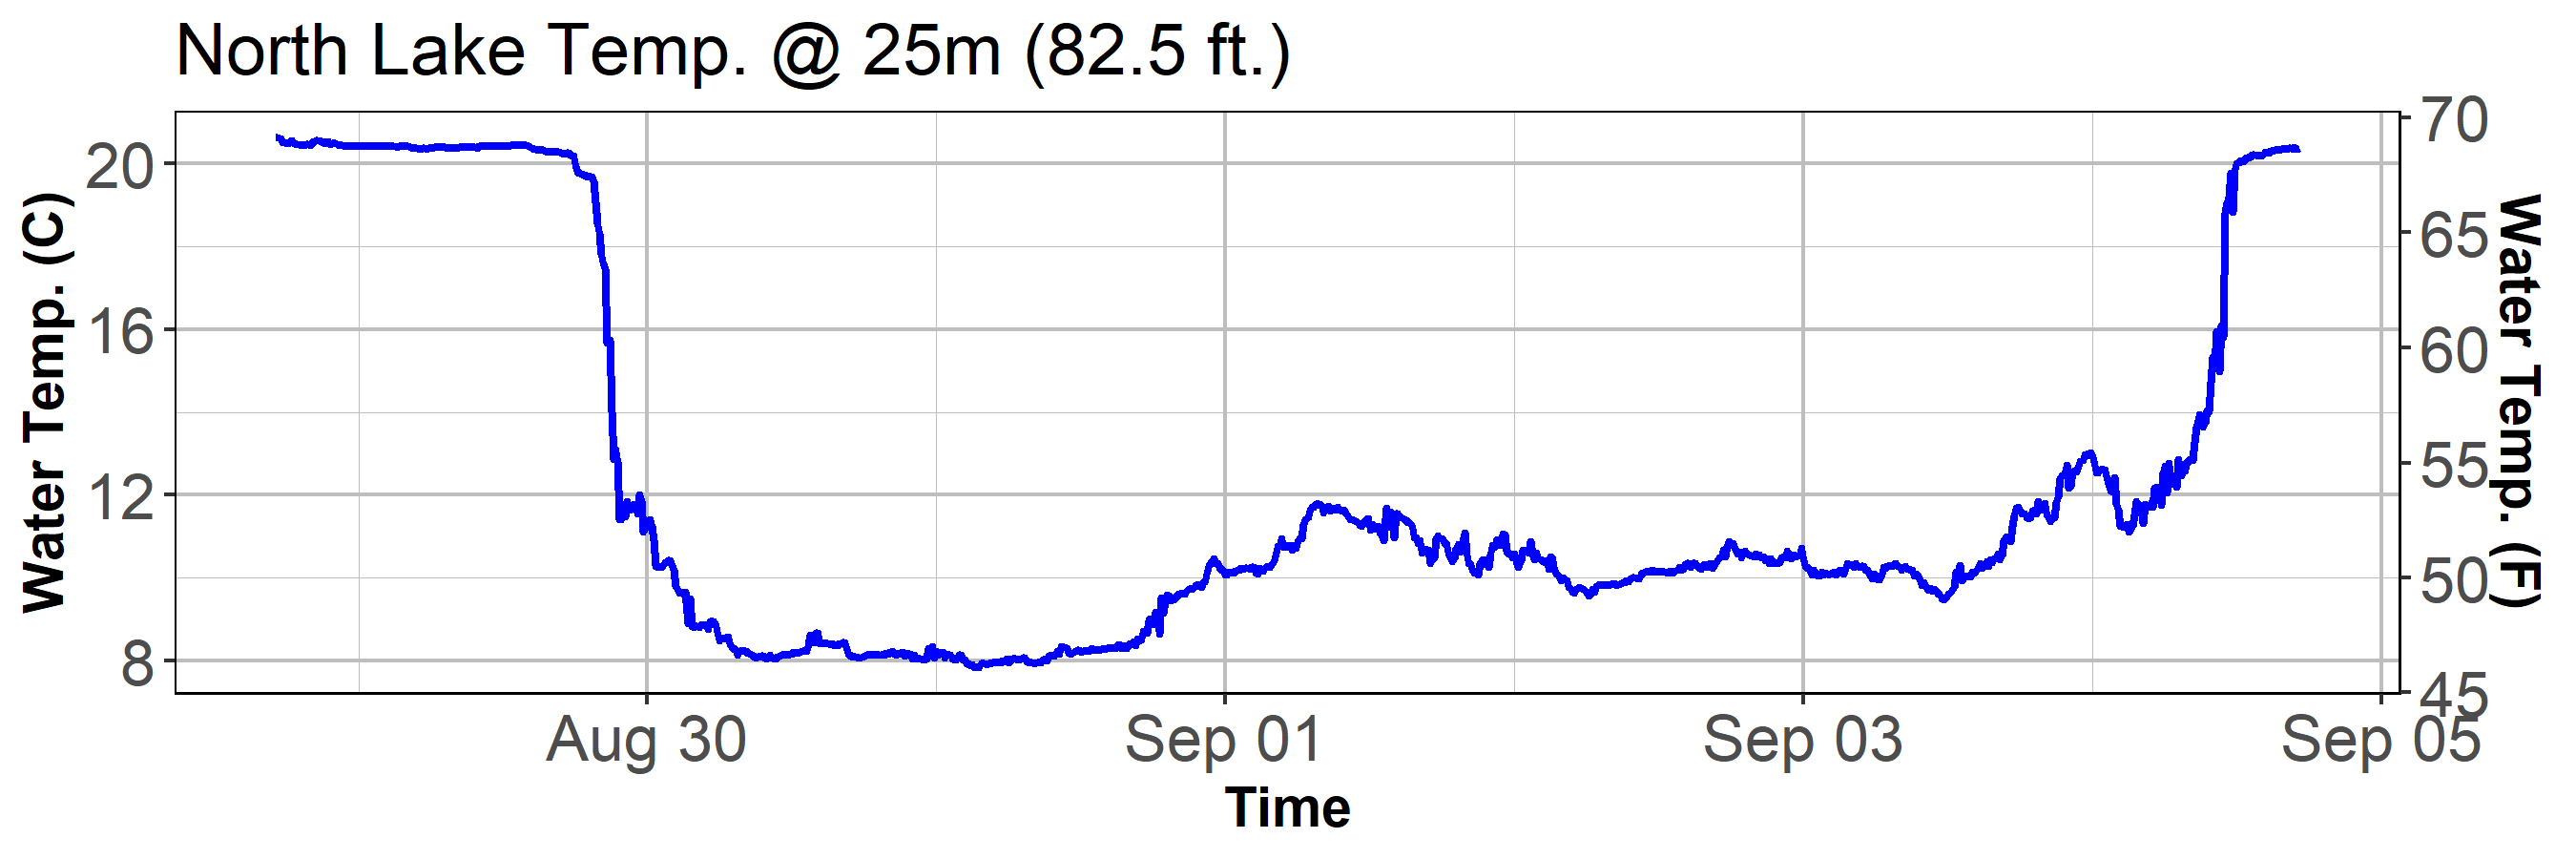 North Lake Temp. @ 25m (82.5 ft.)
Water Temp. (C)
20
16
12
8
70
65
60
55
50
45
Water Temp. (F)
Aug 30 Sep 01 Sep 03 Sep 05
Time